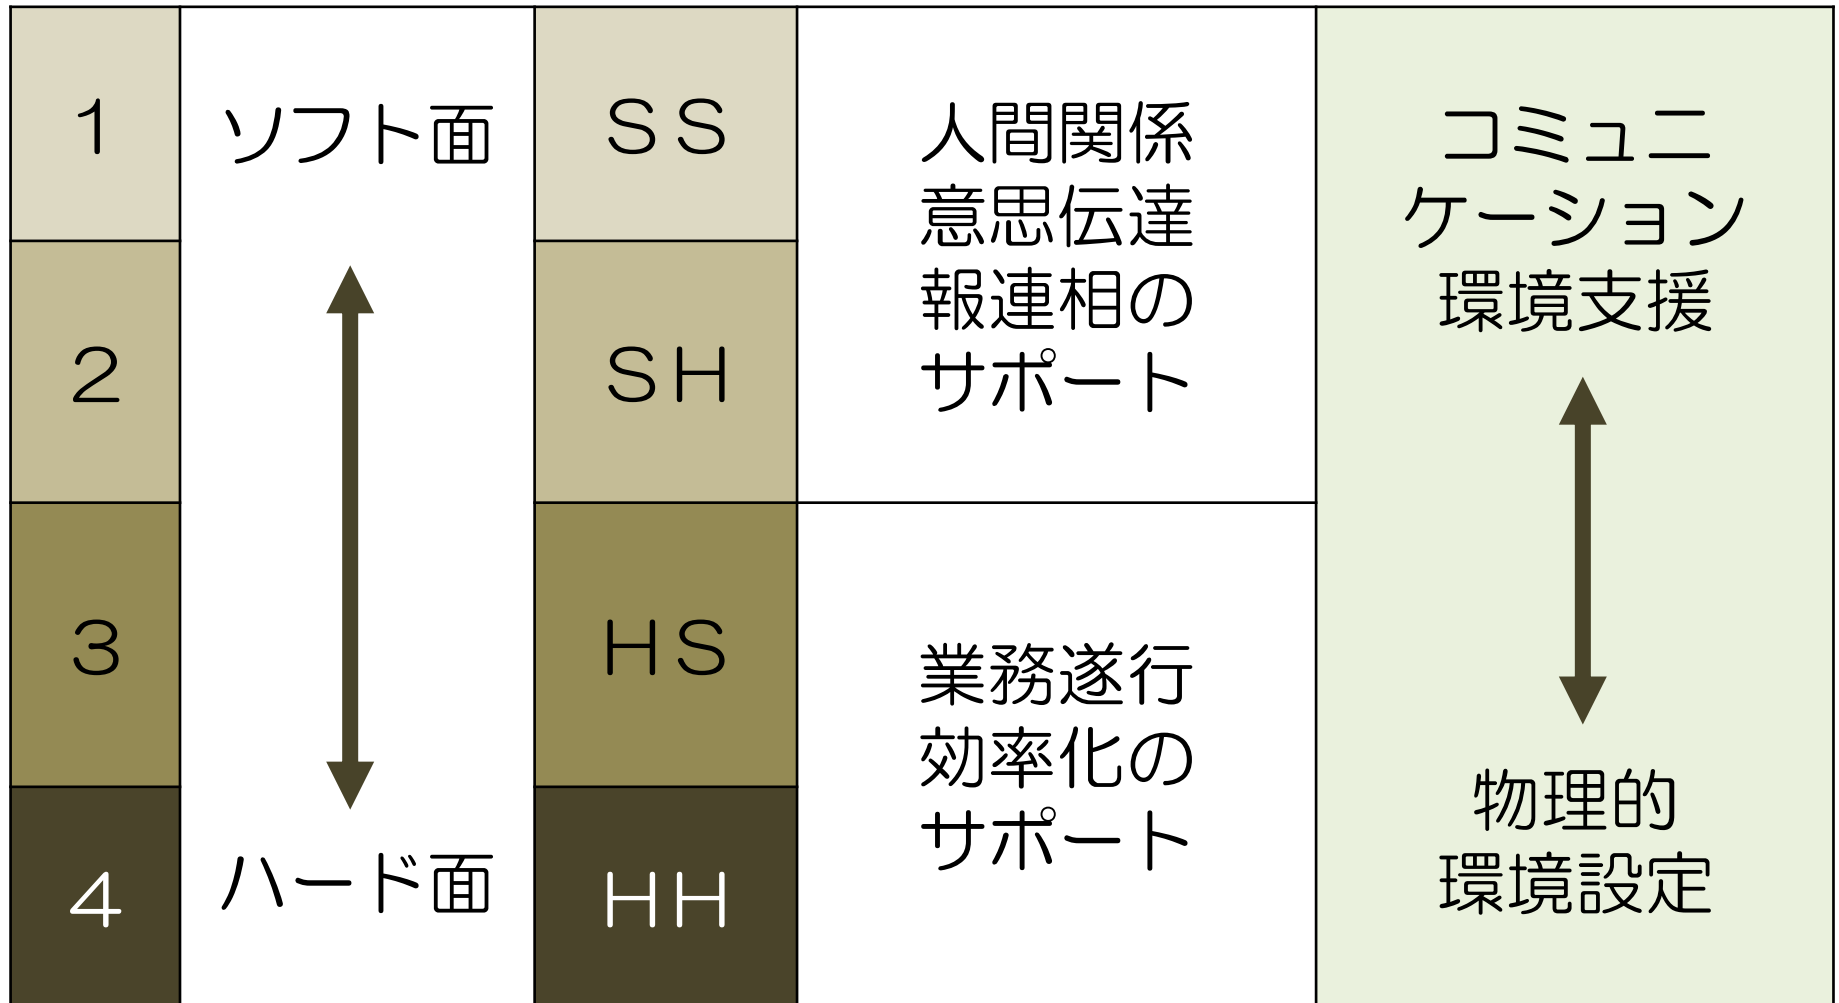 1
ソフト面
SS
人間関係
意思伝達
報連相の
サポート
コミュニ
ケーション
環境支援
2
SH
3
HS
業務遂行
効率化の
サポート
物理的
環境設定
4
ハード面
HH